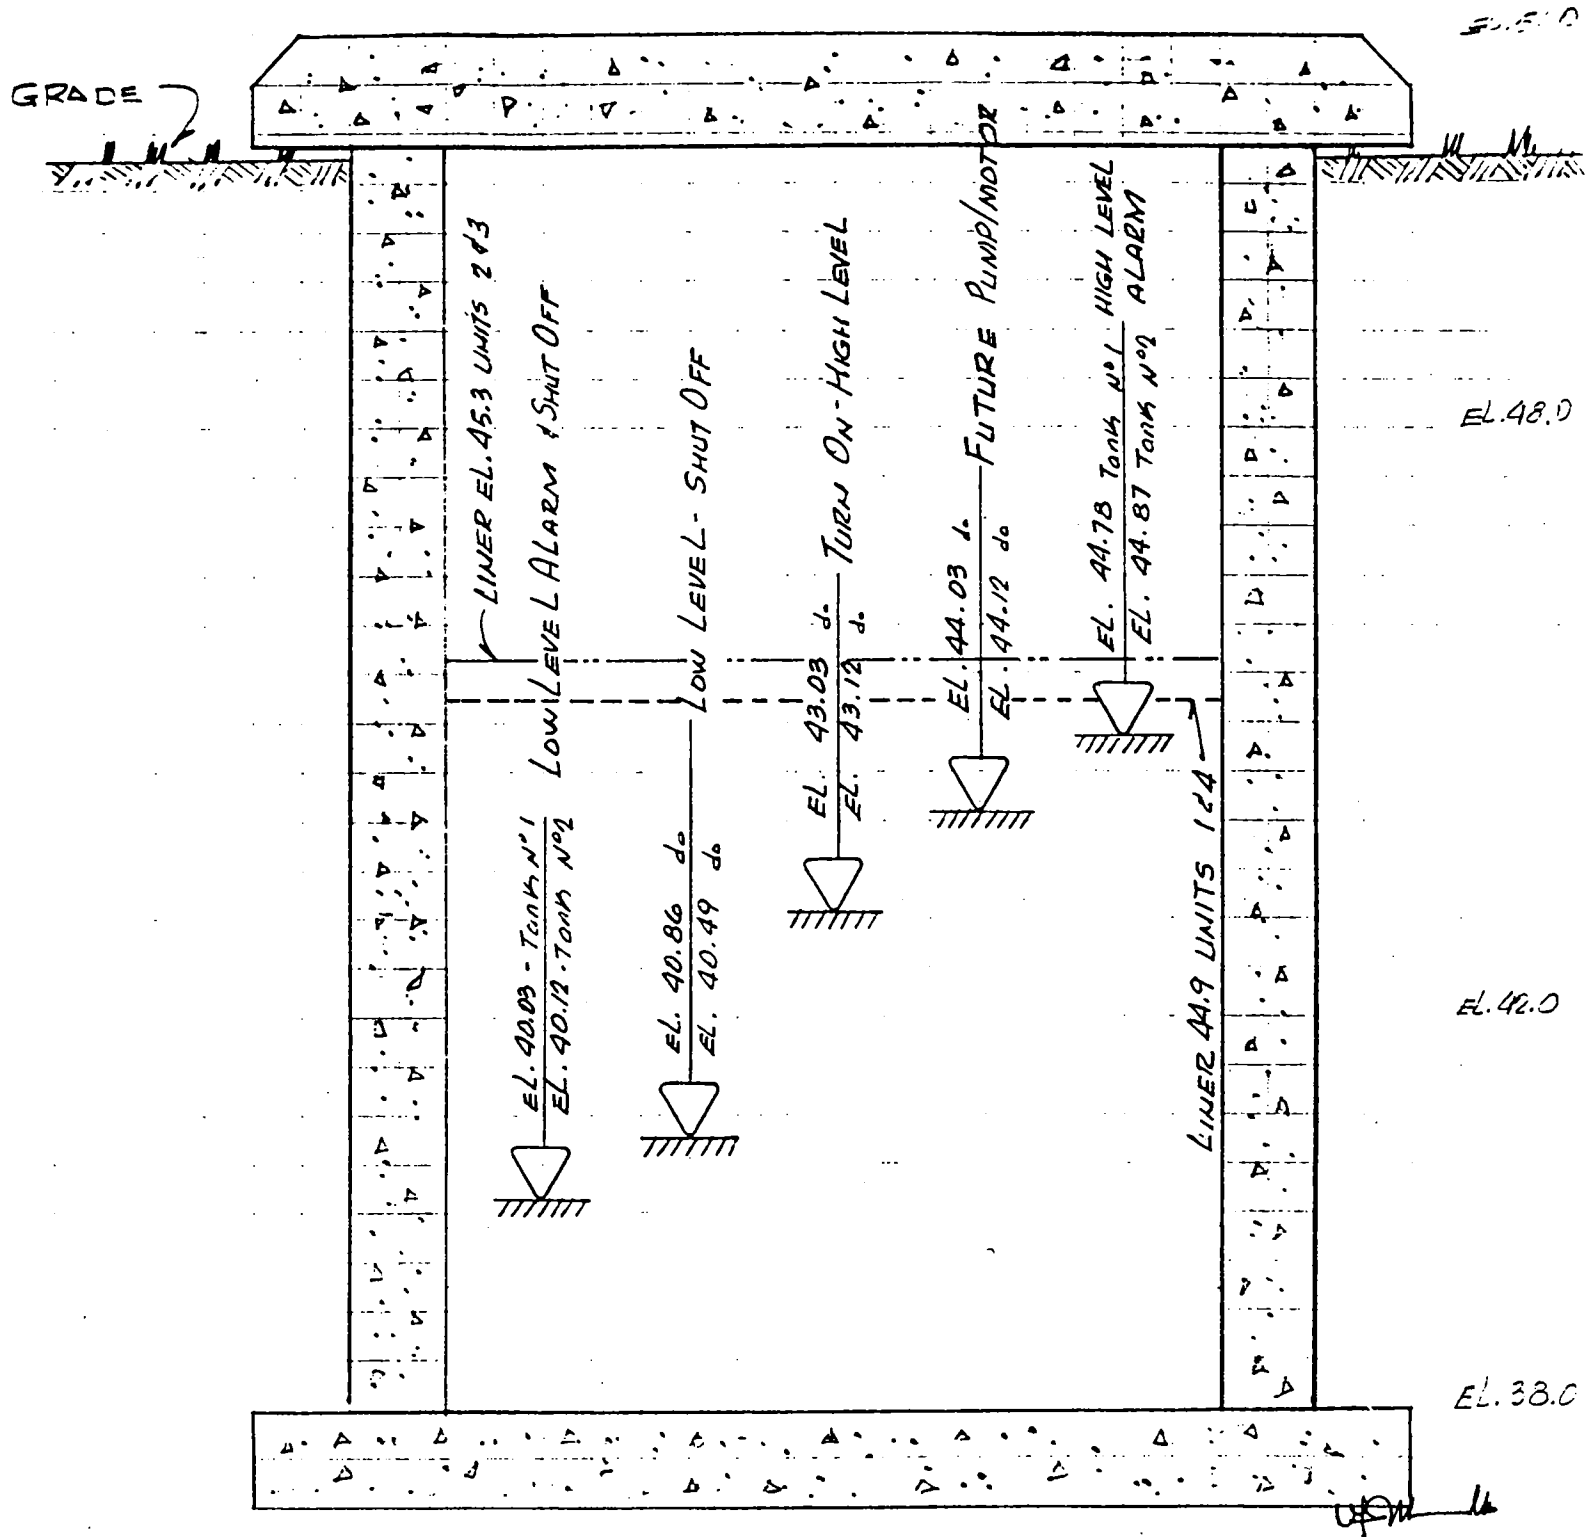 GRADE
LINER EL. 45.3 UNITS 2 & 3
EL. 40.03 - Tank Nº 1
EL. 40.12 - Tank Nº 2
LOW LEVEL ALARM & SHUT OFF
EL. 40.86 do
EL. 40.49 do
LOW LEVEL - SHUT OFF
EL. 43.03 do
EL. 43.12 do
TURN ON - HIGH LEVEL
EL. 44.03 do
EL. 44.12 do
FUTURE PUMP/MOTOR
EL. 44.78 Tank Nº 1
EL. 44.87 Tank Nº 2
HIGH LEVEL
ALARM
LINER 44.9 UNITS 1 & 4
EL. 48.0
EL. 42.0
EL. 38.0